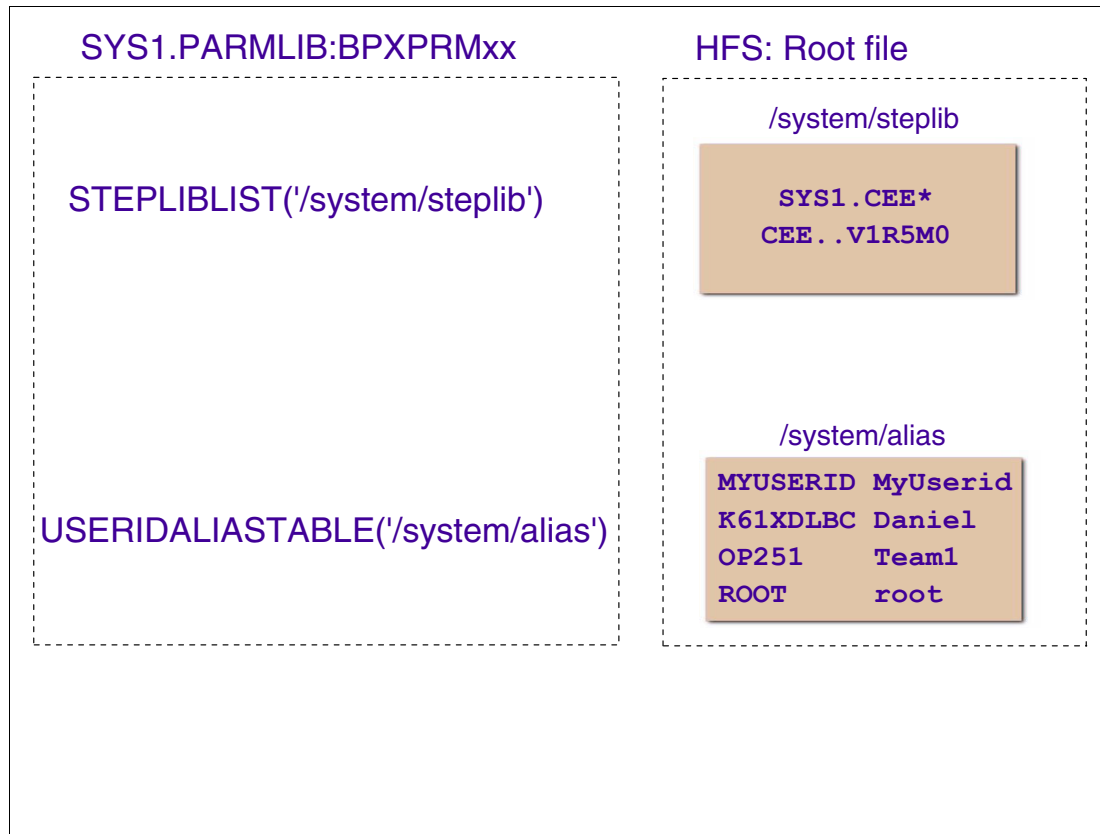 SYS1.PARMLIB:BPXPRMxx
STEPLIBLIST('/system/steplib')
USERIDALIASTABLE('/system/alias')
HFS: Root file
/system/steplib
SYS1.CEE*
CEE..V1R5M0
/system/alias
MYUSERID MyUserid
K61XDLBC Daniel
OP251 Team1
ROOT root